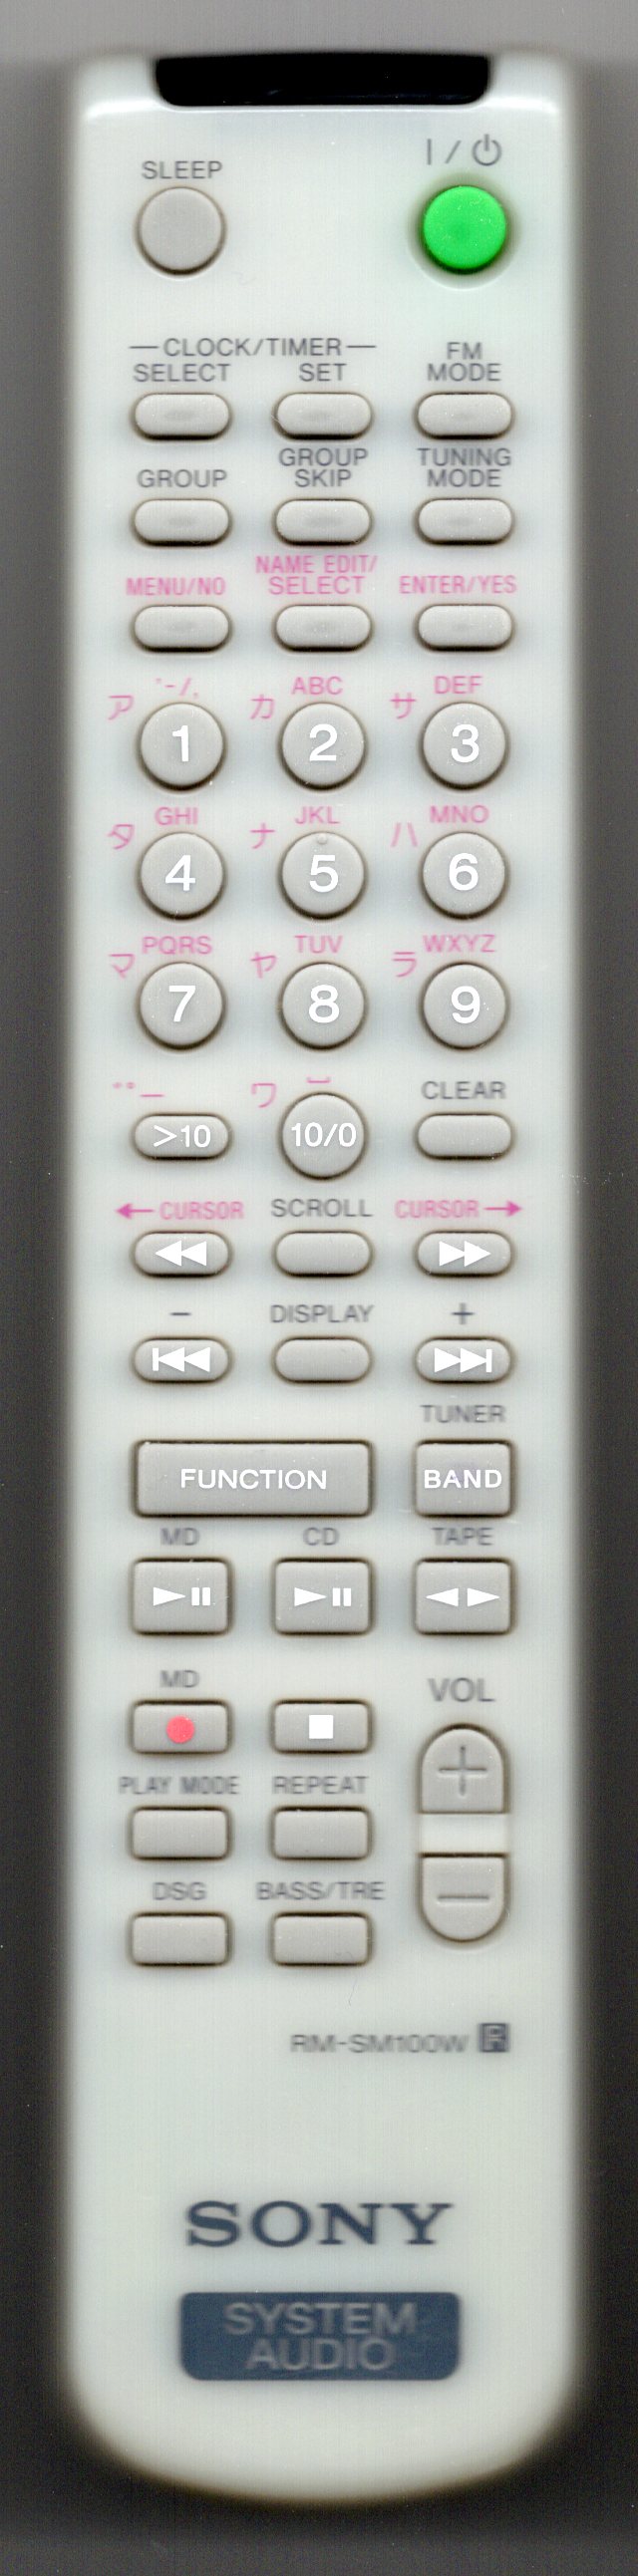 SLEEP I/⏻
—CLOCK/TIMER—
SELECT SET FM MODE
GROUP GROUP SKIP TUNING MODE
MENU/NO NAME EDIT/SELECT ENTER/YES
ア ゛-/, カ ABC サ DEF
1 2 3
タ GHI ナ JKL ハ MNO
4 5 6
マ PQRS ヤ TUV ラ WXYZ
7 8 9
゛゜ー ワ ⎵ CLEAR
>10 10/0
←CURSOR SCROLL CURSOR→
◀◀ ▶▶
− DISPLAY +
I◀◀ ▶▶I
TUNER
FUNCTION BAND
MD CD TAPE
▶II ▶II ◀ ▶
MD VOL
● ■ +
PLAY MODE REPEAT
DSG BASS/TRE −
RM-SM100W R
SONY
SYSTEM
AUDIO